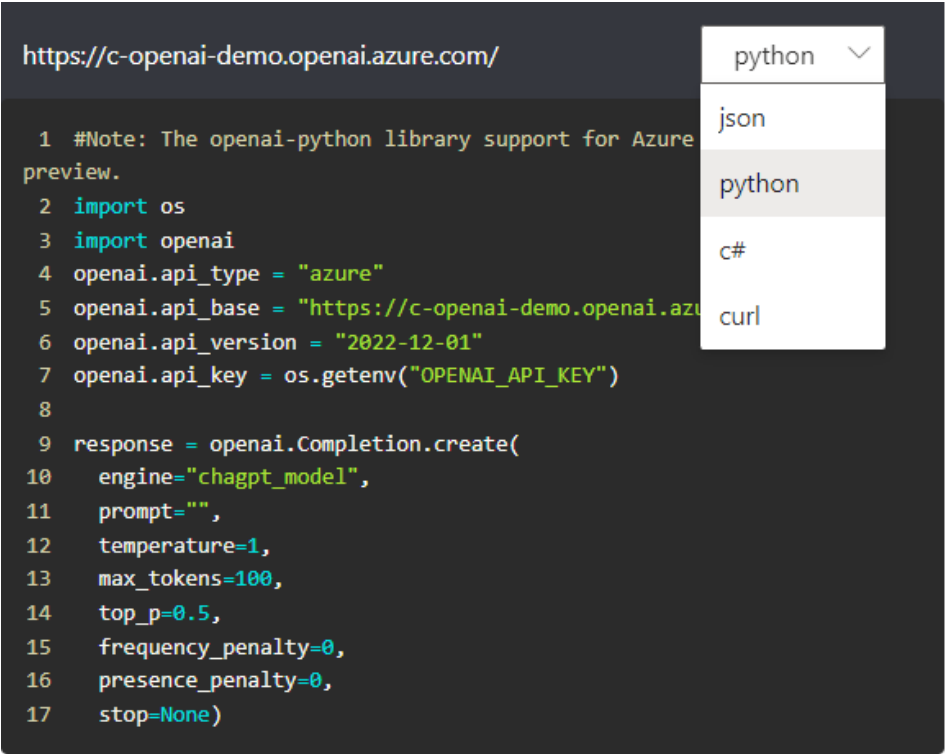 https://c-openai-demo.openai.azure.com/
python
json
python
c#
curl
1 #Note: The openai-python library support for Azure
preview.
2 import os
3 import openai
4 openai.api_type = "azure"
5 openai.api_base = "https://c-openai-demo.openai.azu
6 openai.api_version = "2022-12-01"
7 openai.api_key = os.getenv("OPENAI_API_KEY")
8
9 response = openai.Completion.create(
10 engine="chagpt_model",
11 prompt="",
12 temperature=1,
13 max_tokens=100,
14 top_p=0.5,
15 frequency_penalty=0,
16 presence_penalty=0,
17 stop=None)